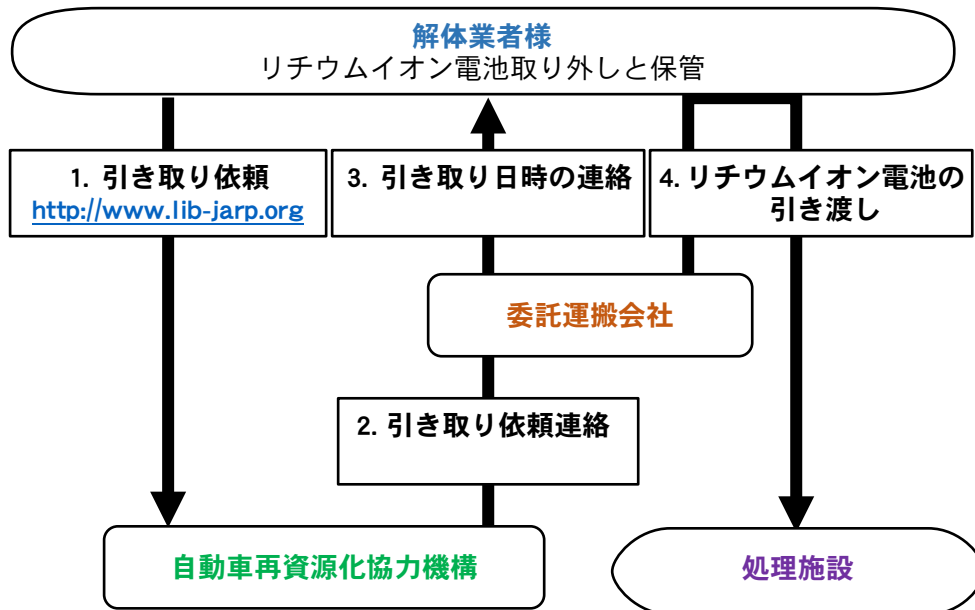 解体業者様
リチウムイオン電池取り外しと保管
1. 引き取り依頼
http://www.lib-jarp.org
3. 引き取り日時の連絡
4. リチウムイオン電池の
引き渡し
委託運搬会社
2. 引き取り依頼連絡
自動車再資源化協力機構
処理施設